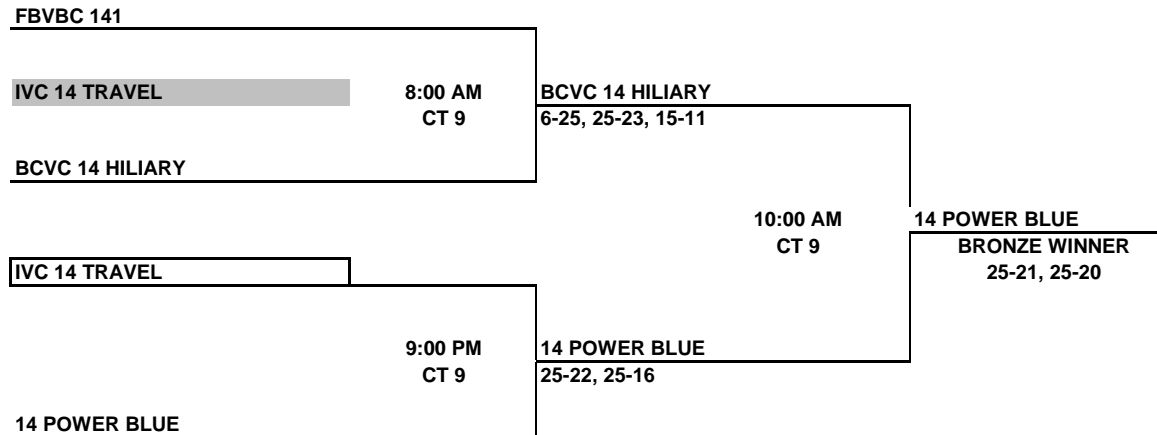 FBVBC 141
IVC 14 TRAVEL 8:00 AM BCVC 14 HILIARY
CT 9 6-25, 25-23, 15-11
BCVC 14 HILIARY
10:00 AM 14 POWER BLUE
CT 9 BRONZE WINNER
IVC 14 TRAVEL 25-21, 25-20
9:00 PM 14 POWER BLUE
CT 9 25-22, 25-16
14 POWER BLUE